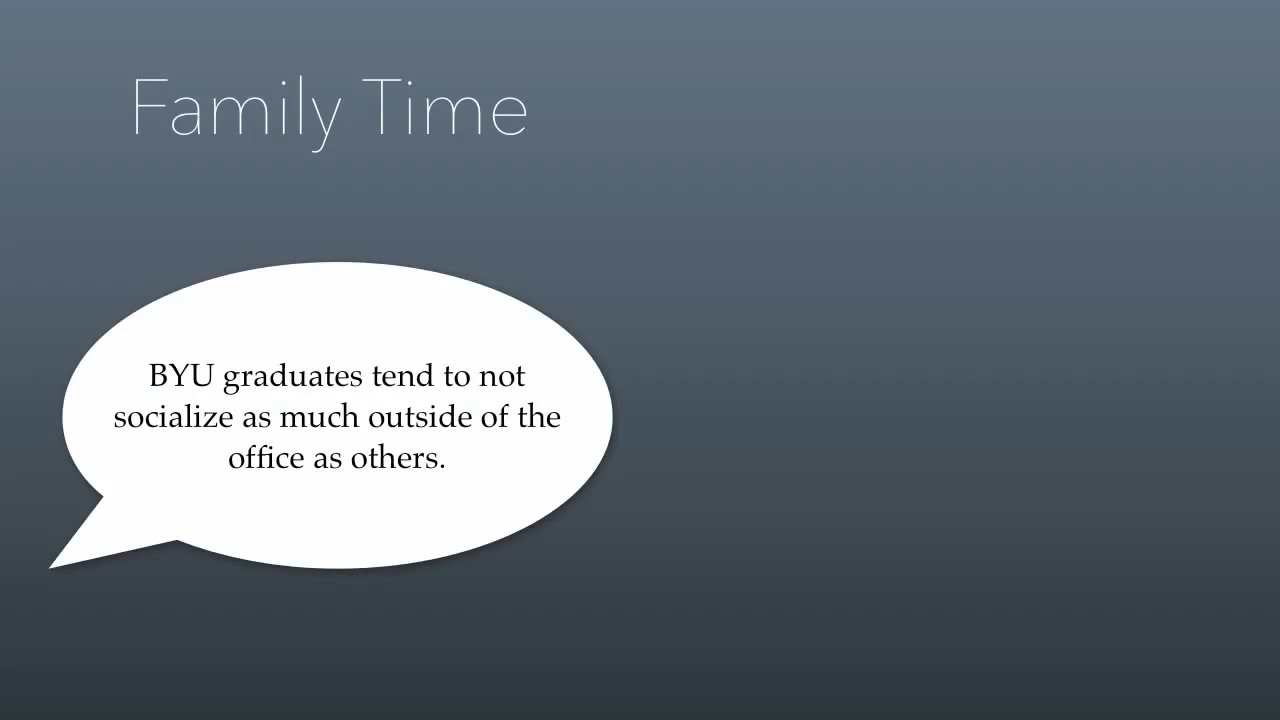 Family Time
BYU graduates tend to not
socialize as much outside of the
office as others.